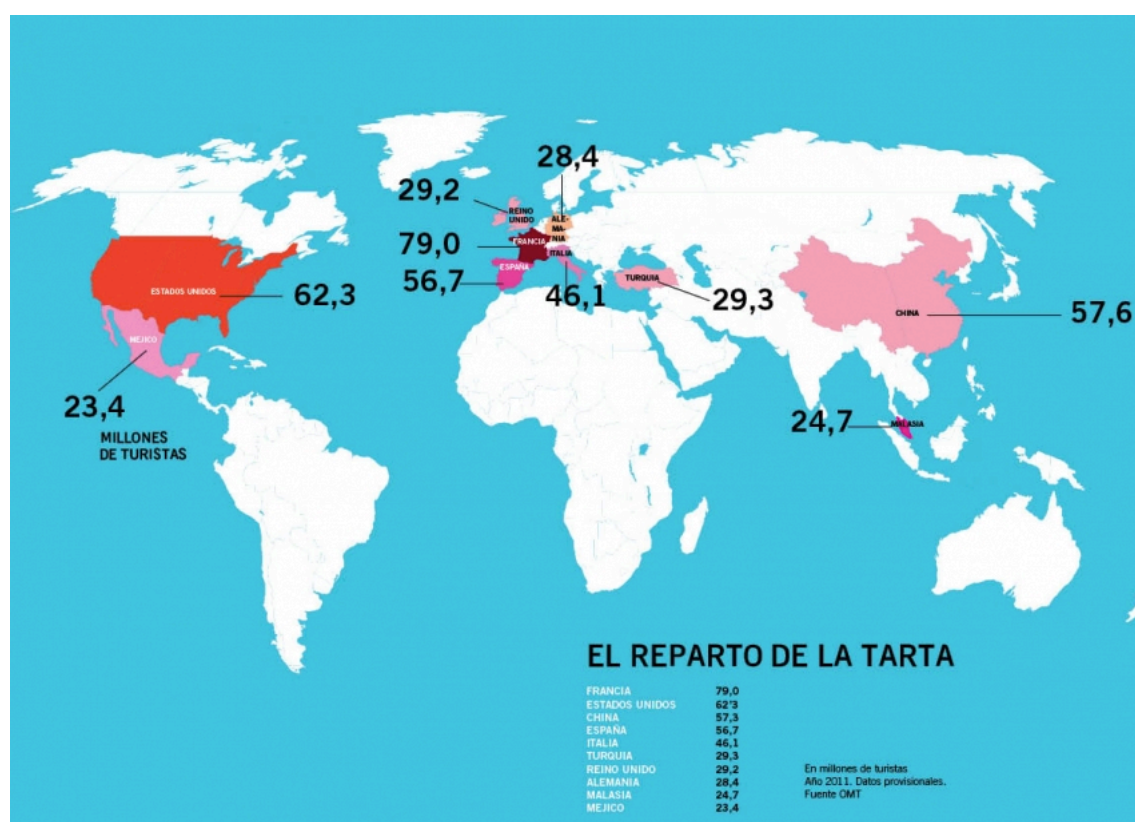 28,4
29,2
REINO
UNIDO
ALE-
MA-
NIA
79,0
FRANCIA
ITALIA
ESPAÑA
56,7
46,1
TURQUIA
29,3
ESTADOS UNIDOS
62,3
CHINA
57,6
MEJICO
23,4
MILLONES
DE TURISTAS
24,7
MALASIA
EL REPARTO DE LA TARTA
FRANCIA 79,0
ESTADOS UNIDOS 62'3
CHINA 57,3
ESPAÑA 56,7
ITALIA 46,1
TURQUIA 29,3
REINO UNIDO 29,2
ALEMANIA 28,4
MALASIA 24,7
MEJICO 23,4
En millones de turistas
Año 2011. Datos provisionales.
Fuente OMT